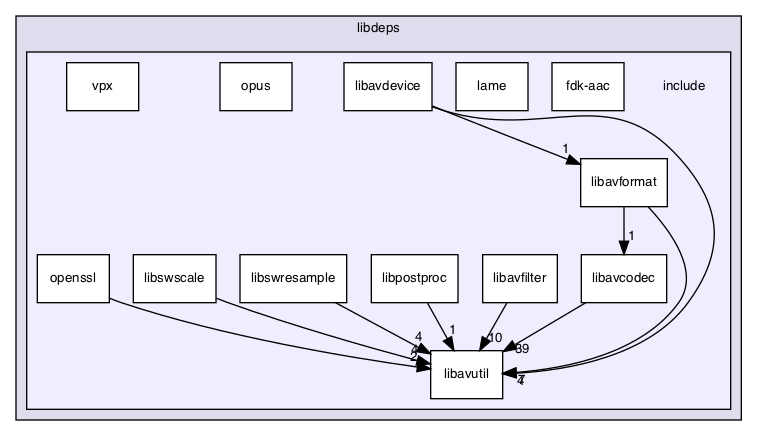 libdeps
vpx
opus
libavdevice
lame
fdk-aac
include
1
libavformat
1
openssl
libswscale
libswresample
libpostproc
libavfilter
libavcodec
4
1
10
39
2
libavutil
4